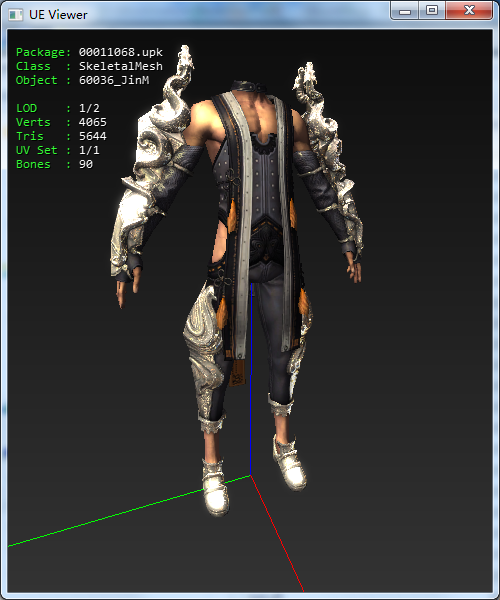 UE Viewer
Package: 00011068.upk
Class : SkeletalMesh
Object : 60036_JinM
LOD : 1/2
Verts : 4065
Tris : 5644
UV Set : 1/1
Bones : 90